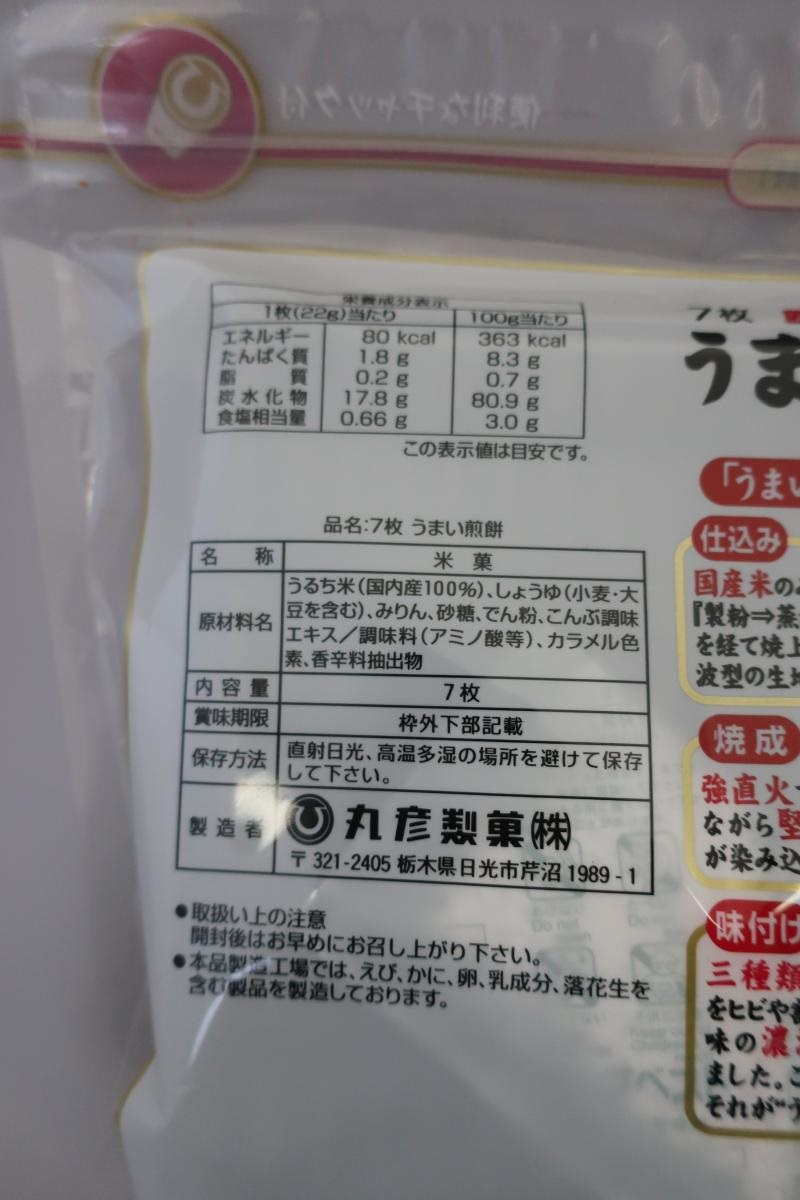 便利なチャック付
栄養成分表示
1枚(22g)当たり 100g当たり
エネルギー 80 kcal 363 kcal
たんぱく質 1.8 g 8.3 g
脂質 0.2 g 0.7 g
炭水化物 17.8 g 80.9 g
食塩相当量 0.66 g 3.0 g
この表示値は目安です。
品名:7枚 うまい煎餅
名称 米菓
原材料名 うるち米(国内産100%)、しょうゆ(小麦・大
豆を含む)、みりん、砂糖、でん粉、こんぶ調味
エキス/調味料(アミノ酸等)、カラメル色
素、香辛料抽出物
内容量 7枚
賞味期限 枠外下部記載
保存方法 直射日光、高温多湿の場所を避けて保存
して下さい。
製造者 丸彦製菓(株)
〒321-2405 栃木県日光市芹沼1989-1
●取扱い上の注意
開封後はお早めにお召し上がり下さい。
●本品製造工場では、えび、かに、卵、乳成分、落花生を
含む製品を製造しております。
7枚
うま
「うまい
仕込み
国産米の
『製粉⇒蒸
を経て焼上
波型の生地
焼成
強直火
ながら堅
が染み込
味付け
三種類
をヒビや
味の濃
ました。こ
それが"う